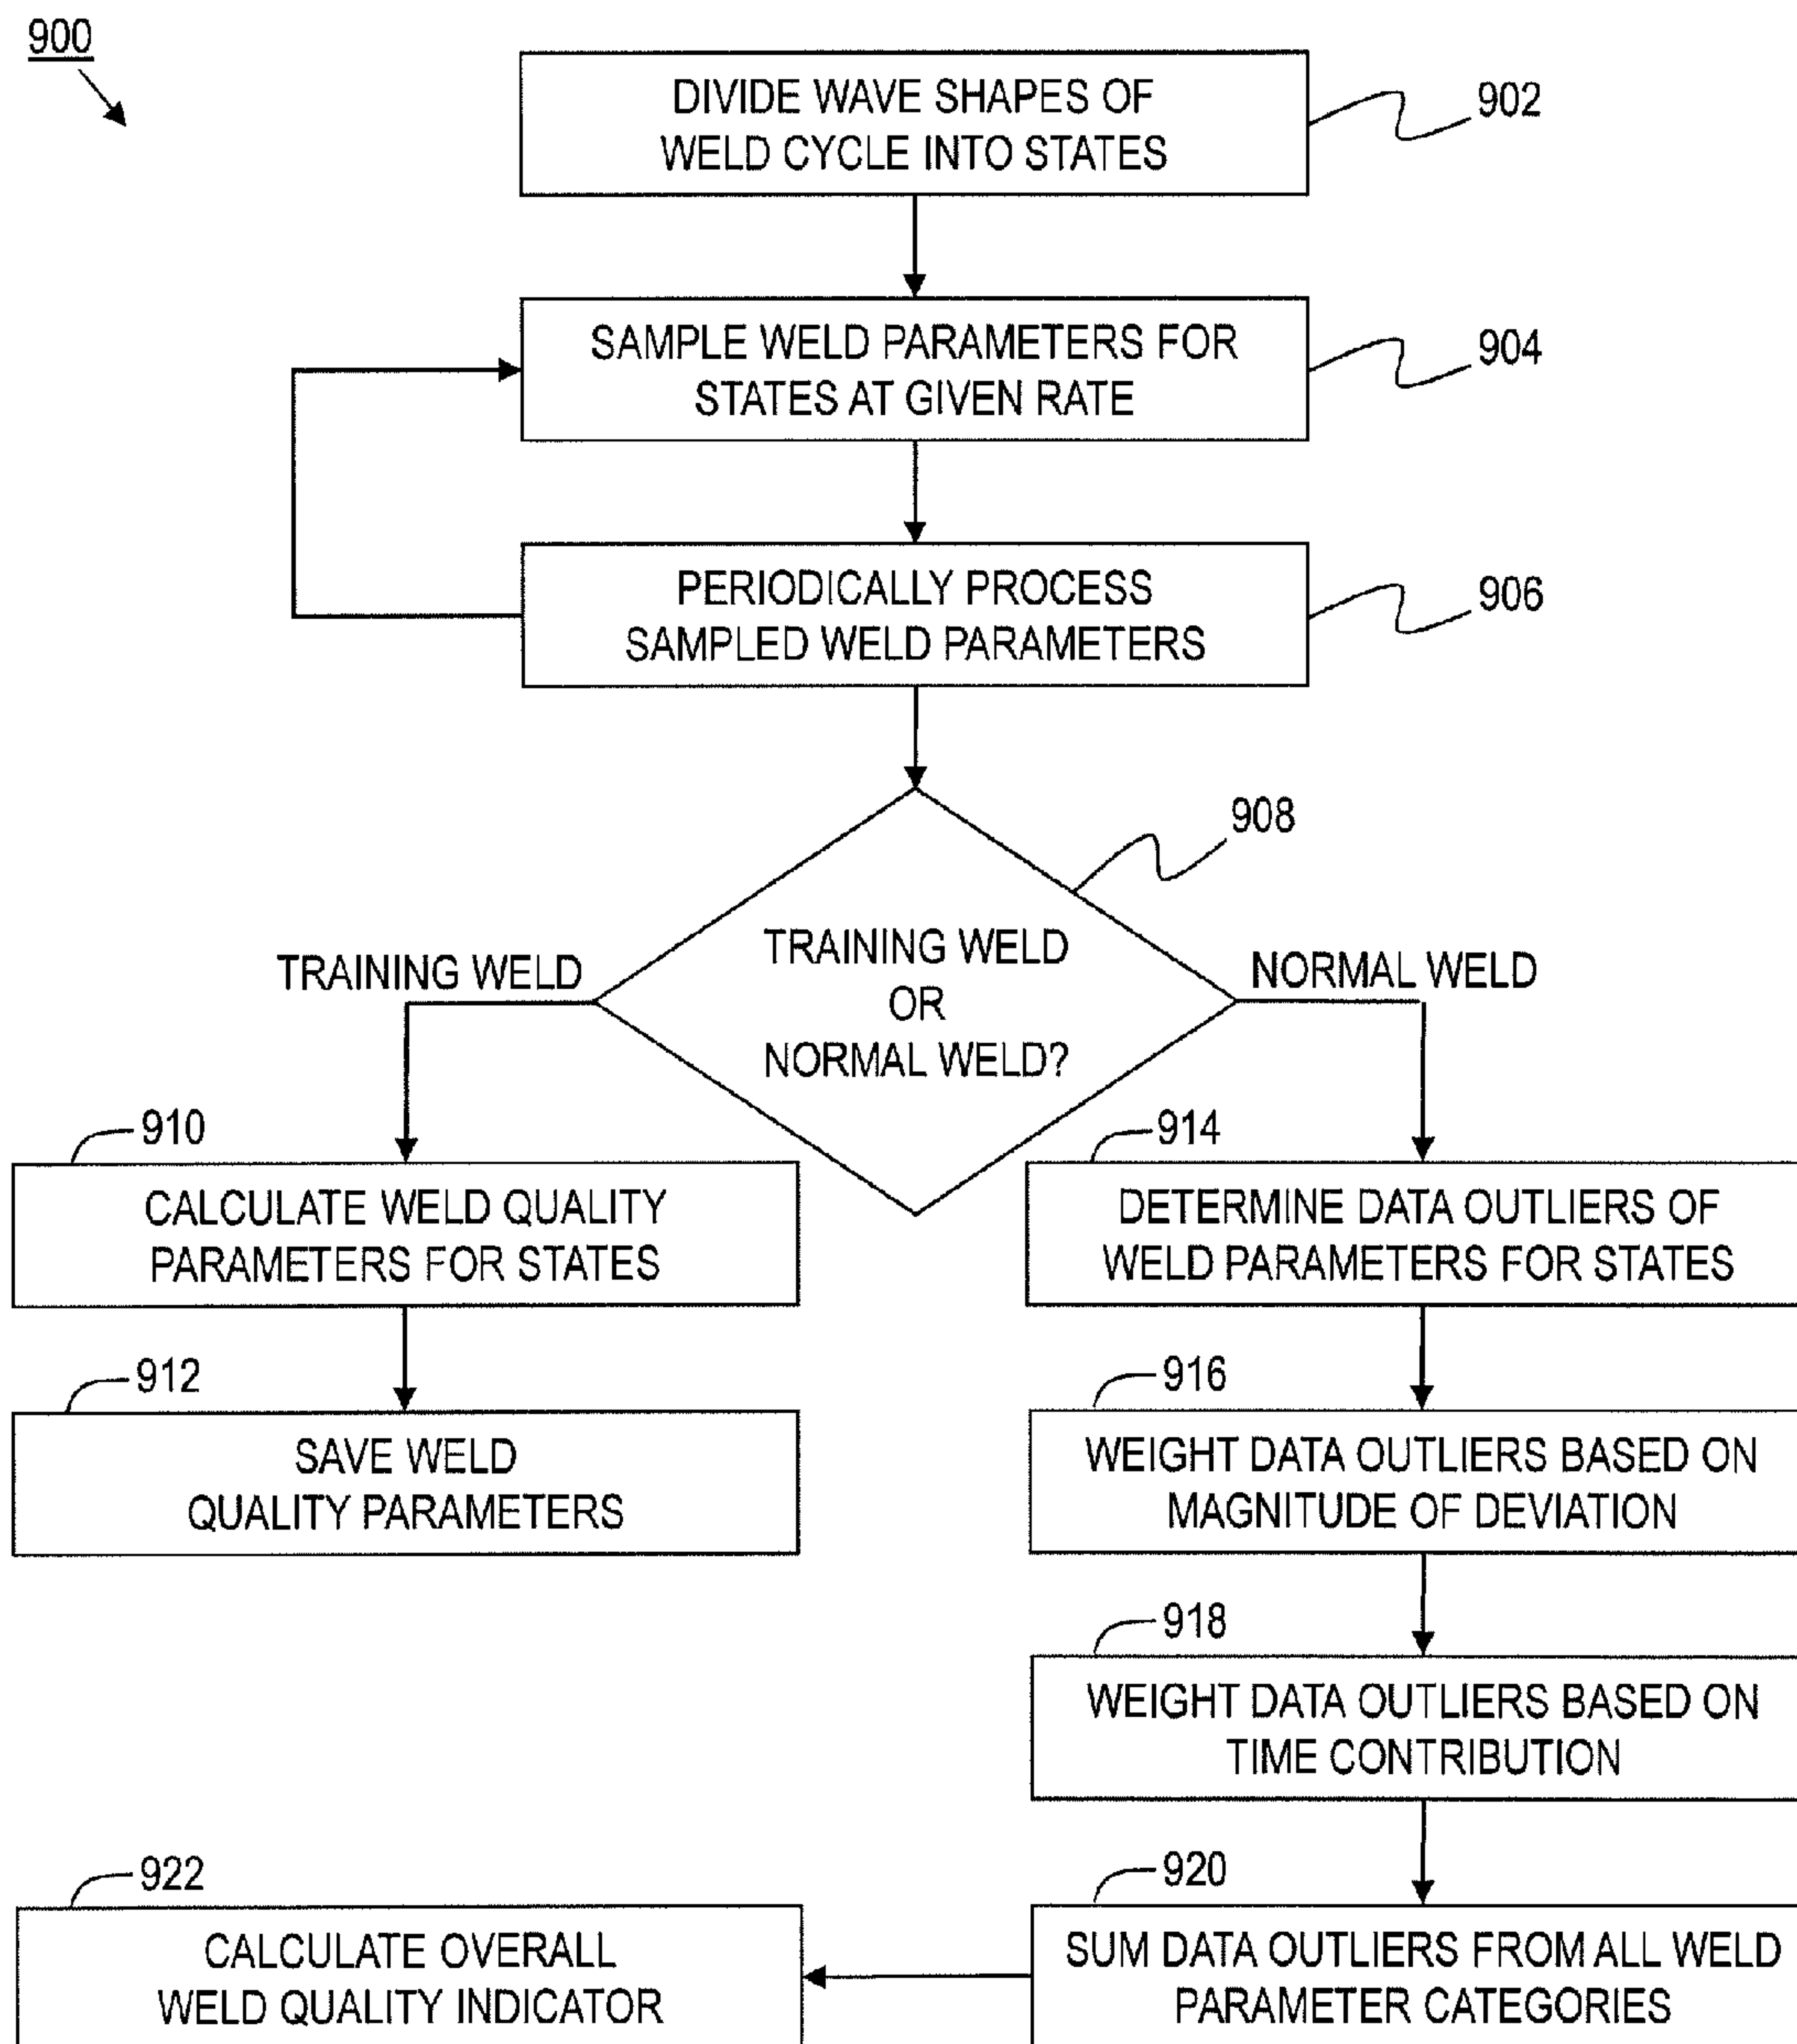 900
DIVIDE WAVE SHAPES OF
WELD CYCLE INTO STATES
902
SAMPLE WELD PARAMETERS FOR
STATES AT GIVEN RATE
904
PERIODICALLY PROCESS
SAMPLED WELD PARAMETERS
906
908
TRAINING WELD
OR
NORMAL WELD?
TRAINING WELD
NORMAL WELD
910
CALCULATE WELD QUALITY
PARAMETERS FOR STATES
912
SAVE WELD
QUALITY PARAMETERS
914
DETERMINE DATA OUTLIERS OF
WELD PARAMETERS FOR STATES
916
WEIGHT DATA OUTLIERS BASED ON
MAGNITUDE OF DEVIATION
918
WEIGHT DATA OUTLIERS BASED ON
TIME CONTRIBUTION
920
SUM DATA OUTLIERS FROM ALL WELD
PARAMETER CATEGORIES
922
CALCULATE OVERALL
WELD QUALITY INDICATOR